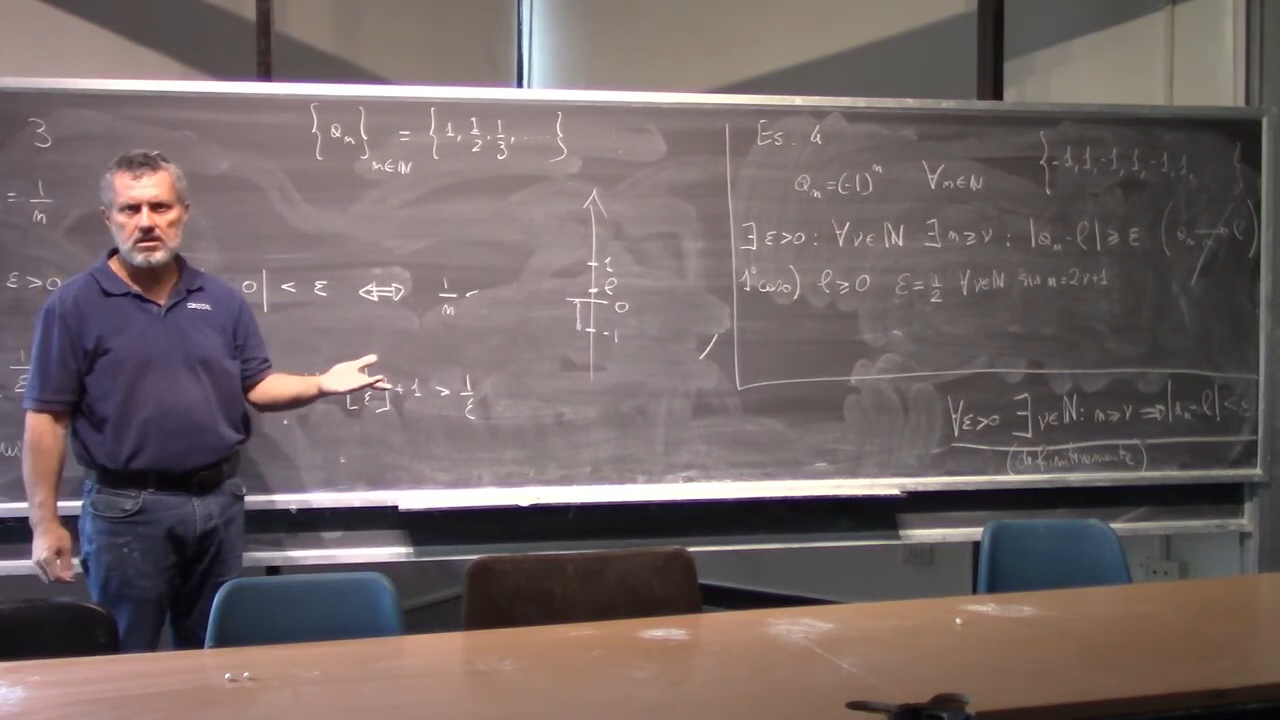 3
= 1/n
{a_n}_{n∈ℕ} = {1, 1/2, 1/3, ....}
ε>0
0| < ε ⇔ 1/n <
1/ε
[1/ε]+1 > 1/ε
1
ℓ
0
-1
Es. 4
a_n=(-1)^n ∀n∈ℕ {-1,1,-1,1,-1,1, }
∃ε>0: ∀ν∈ℕ ∃n≥ν: |a_n-ℓ|≥ε (a_n ↛ ℓ)
1° caso) ℓ≥0 ε=1/2 ∀ν∈ℕ sia n=2ν+1
∀ε>0 ∃ν∈ℕ: n≥ν ⇒ |a_n-ℓ|<ε
(definitivamente)